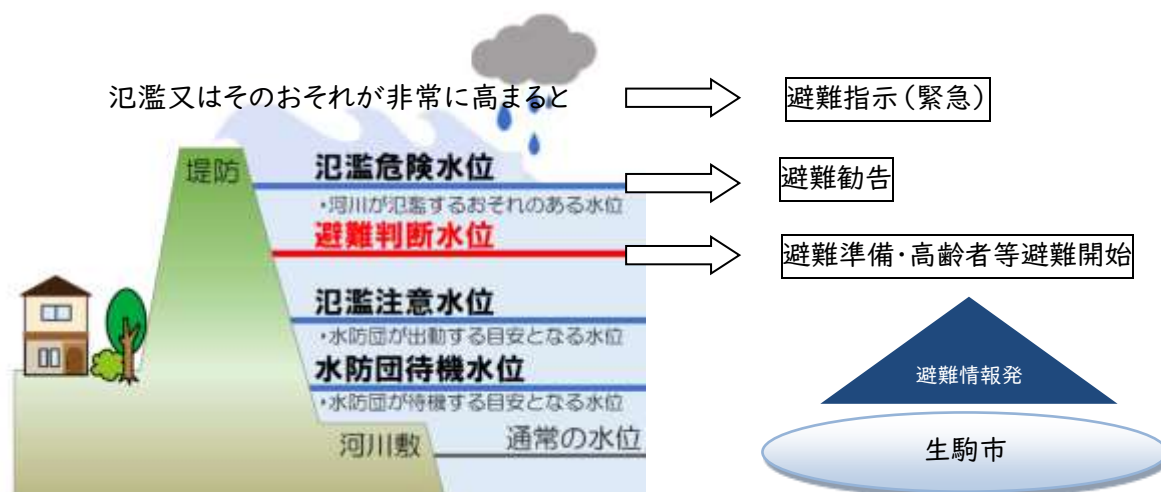 氾濫又はそのおそれが非常に高まると
避難指示(緊急)
堤防
氾濫危険水位
避難勧告
・河川が氾濫するおそれのある水位
避難判断水位
避難準備・高齢者等避難開始
氾濫注意水位
・水防団が出動する目安となる水位
水防団待機水位
・水防団が待機する目安となる水位
避難情報発
河川敷
通常の水位
生駒市